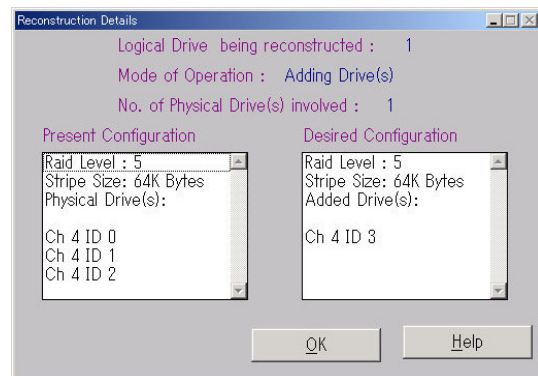 Reconstruction Details
Logical Drive being reconstructed : 1
Mode of Operation : Adding Drive(s)
No. of Physical Drive(s) involved : 1
Present Configuration
Raid Level : 5
Stripe Size: 64K Bytes
Physical Drive(s):
Ch 4 ID 0
Ch 4 ID 1
Ch 4 ID 2
Desired Configuration
Raid Level : 5
Stripe Size: 64K Bytes
Added Drive(s):
Ch 4 ID 3
OK
Help